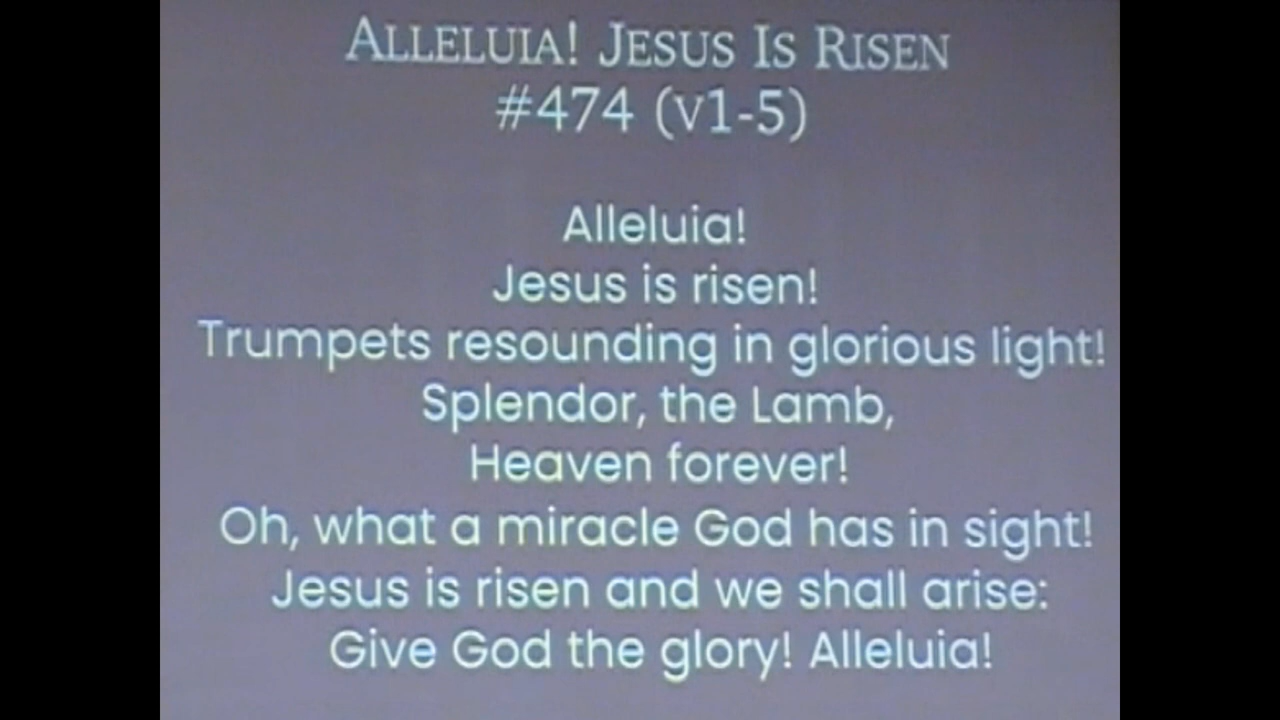 ALLELUIA! JESUS IS RISEN
#474 (V1-5)
Alleluia!
Jesus is risen!
Trumpets resounding in glorious light!
Splendor, the Lamb,
Heaven forever!
Oh, what a miracle God has in sight!
Jesus is risen and we shall arise:
Give God the glory! Alleluia!